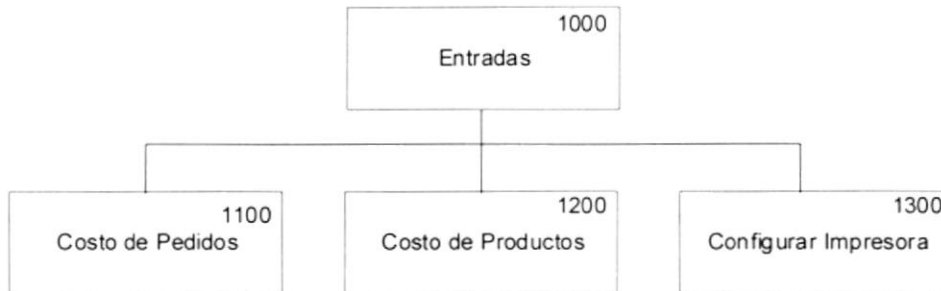 1000
Entradas
1100
Costo de Pedidos
1200
Costo de Productos
1300
Configurar Impresora